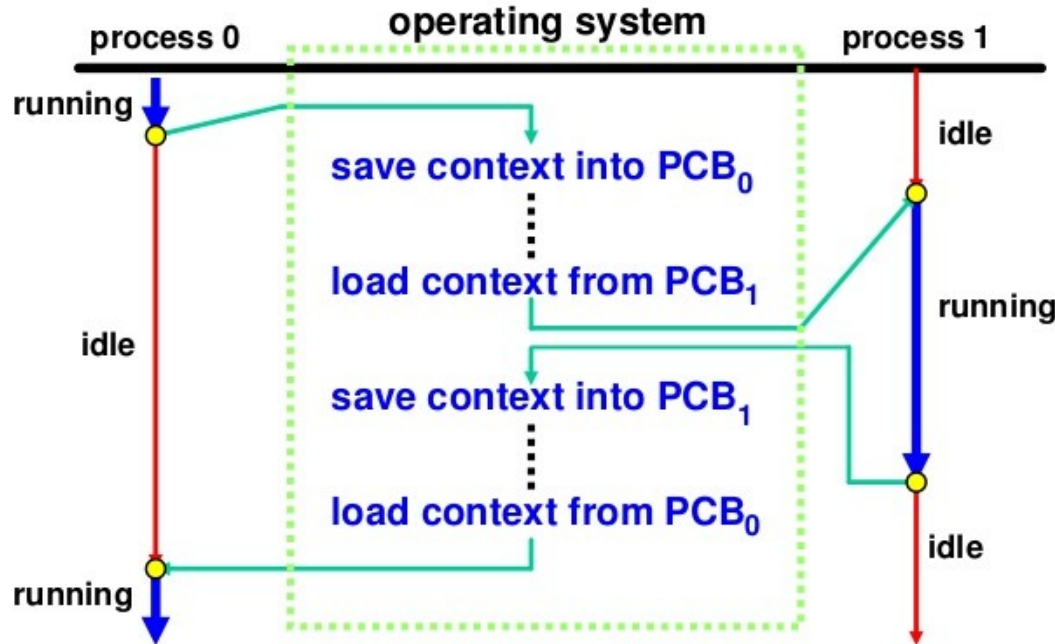 process 0
operating system
process 1
running
idle
save context into PCB₀
load context from PCB₁
running
idle
save context into PCB₁
load context from PCB₀
idle
running